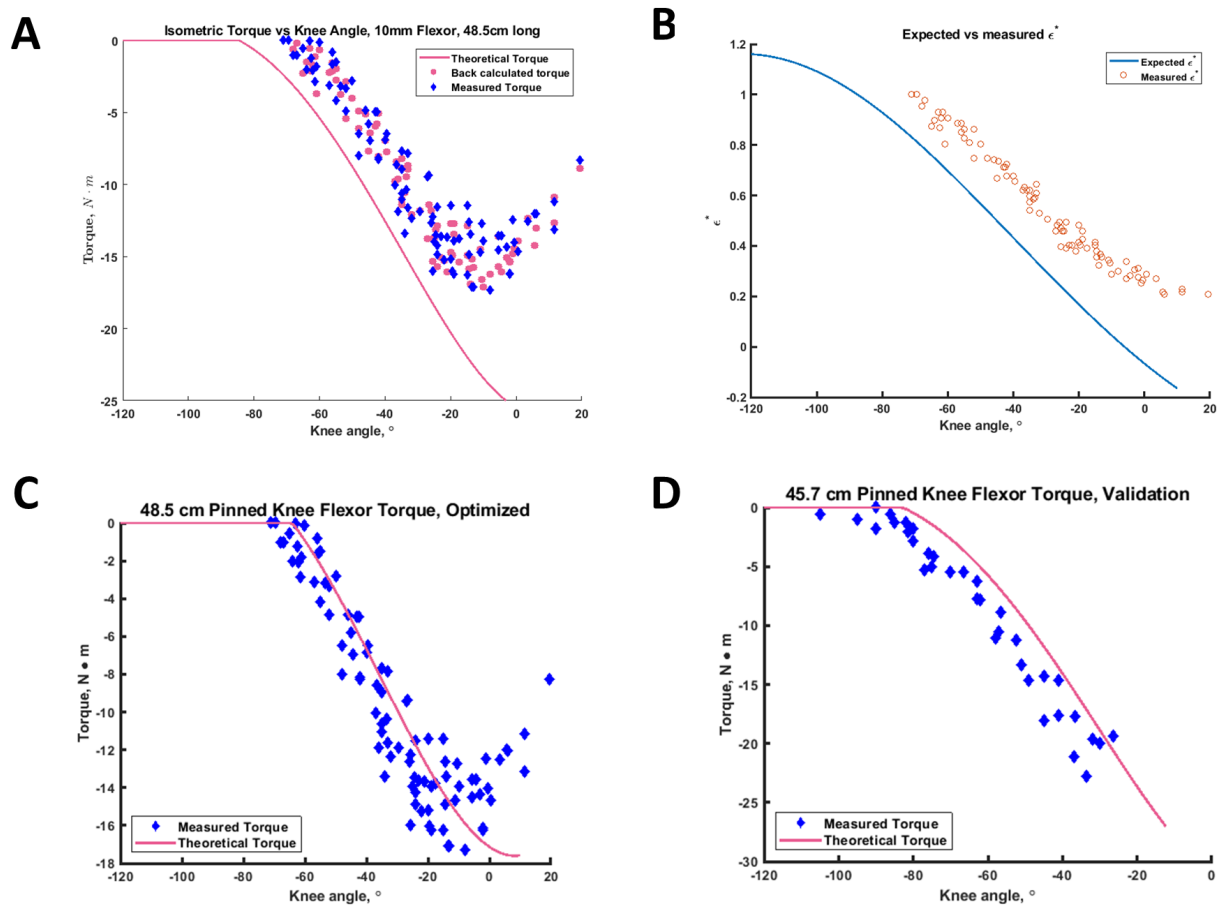 A
Isometric Torque vs Knee Angle, 10mm Flexor, 48.5cm long
Theoretical Torque
Back calculated torque
Measured Torque
0
-5
-10
-15
-20
-25
Torque, N · m
-120 -100 -80 -60 -40 -20 0 20
Knee angle, °
B
Expected vs measured ϵ*
Expected ϵ*
Measured ϵ*
1.2
1
0.8
0.6
0.4
0.2
0
-0.2
ϵ*
-120 -100 -80 -60 -40 -20 0 20
Knee angle, °
C
48.5 cm Pinned Knee Flexor Torque, Optimized
0
-2
-4
-6
-8
-10
-12
-14
-16
-18
Torque, N • m
Measured Torque
Theoretical Torque
-120 -100 -80 -60 -40 -20 0 20
Knee angle, °
D
45.7 cm Pinned Knee Flexor Torque, Validation
0
-5
-10
-15
-20
-25
-30
Torque, N • m
Measured Torque
Theoretical Torque
-120 -100 -80 -60 -40 -20 0
Knee angle, °